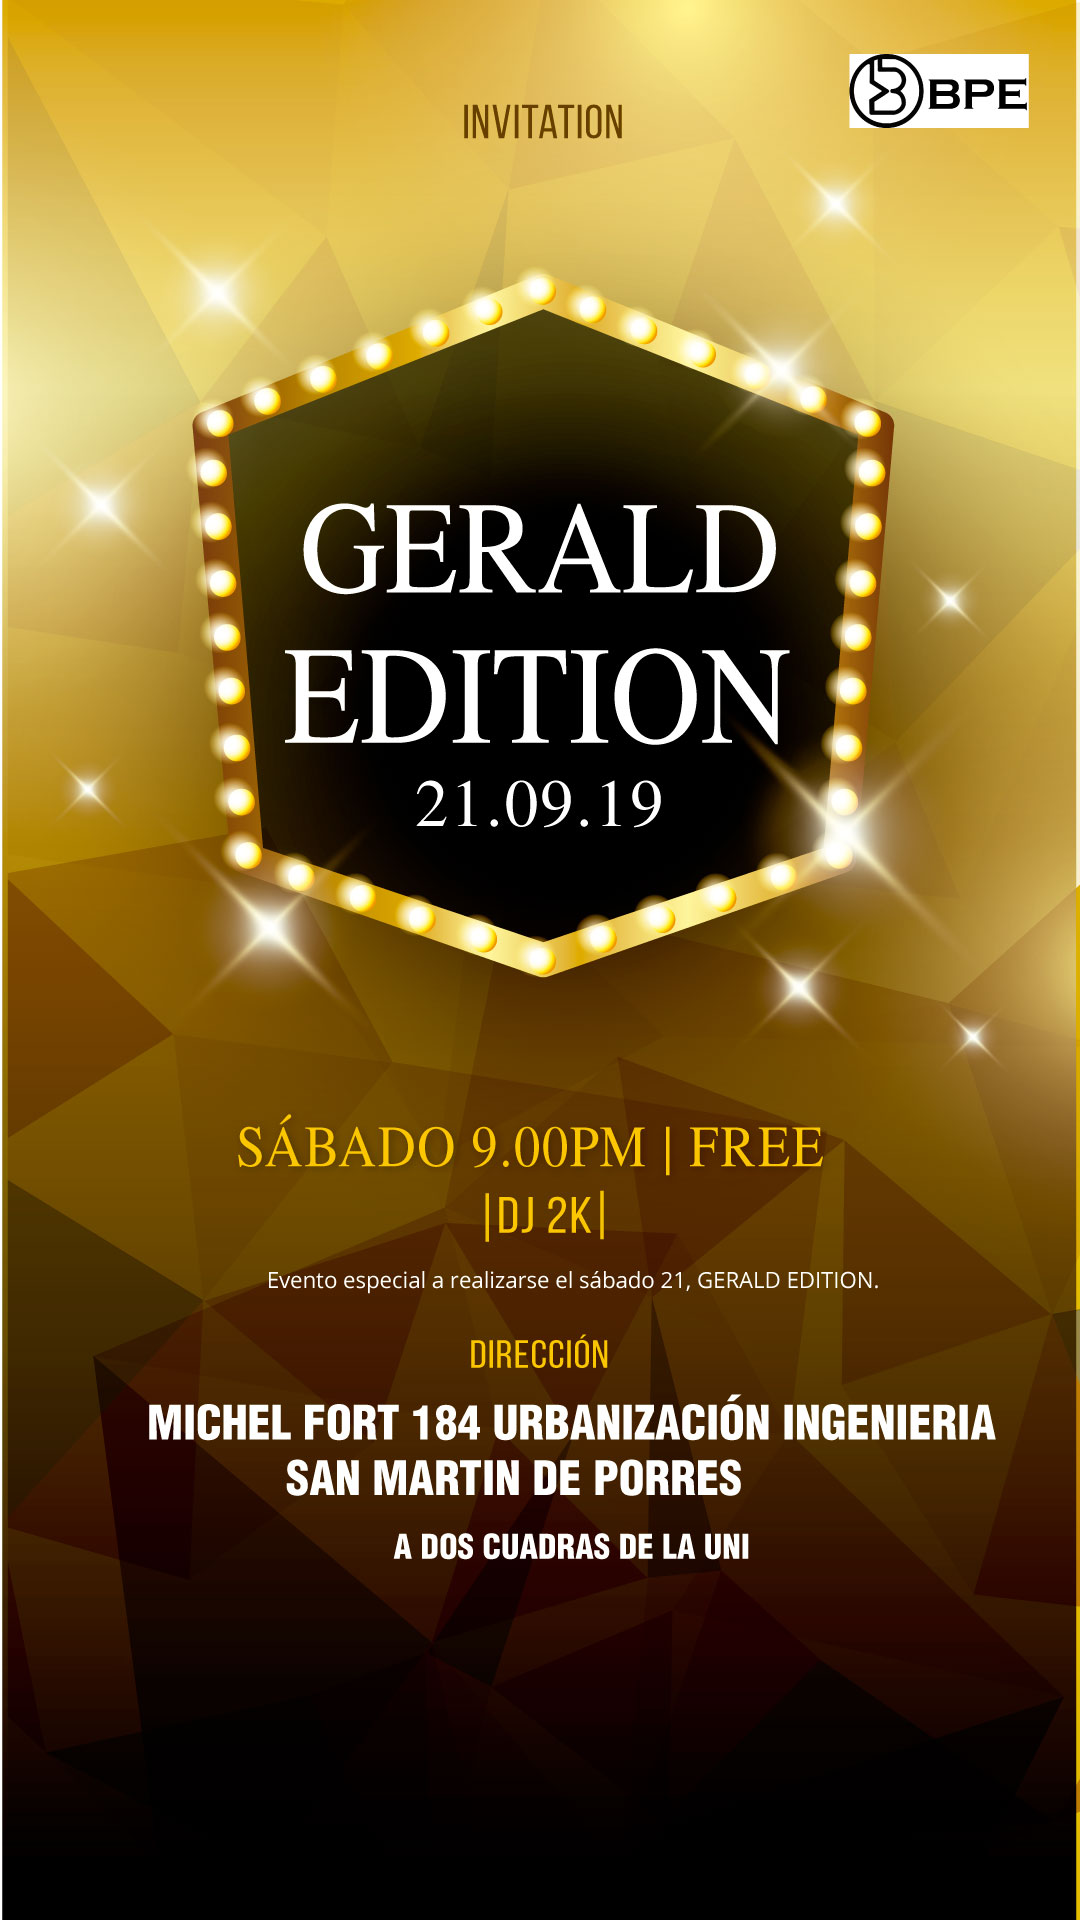 INVITATION
BPE
GERALD
EDITION
21.09.19
SÁBADO 9.00PM | FREE
|DJ 2K|
Evento especial a realizarse el sábado 21, GERALD EDITION.
DIRECCIÓN
MICHEL FORT 184 URBANIZACIÓN INGENIERIA
SAN MARTIN DE PORRES
A DOS CUADRAS DE LA UNI